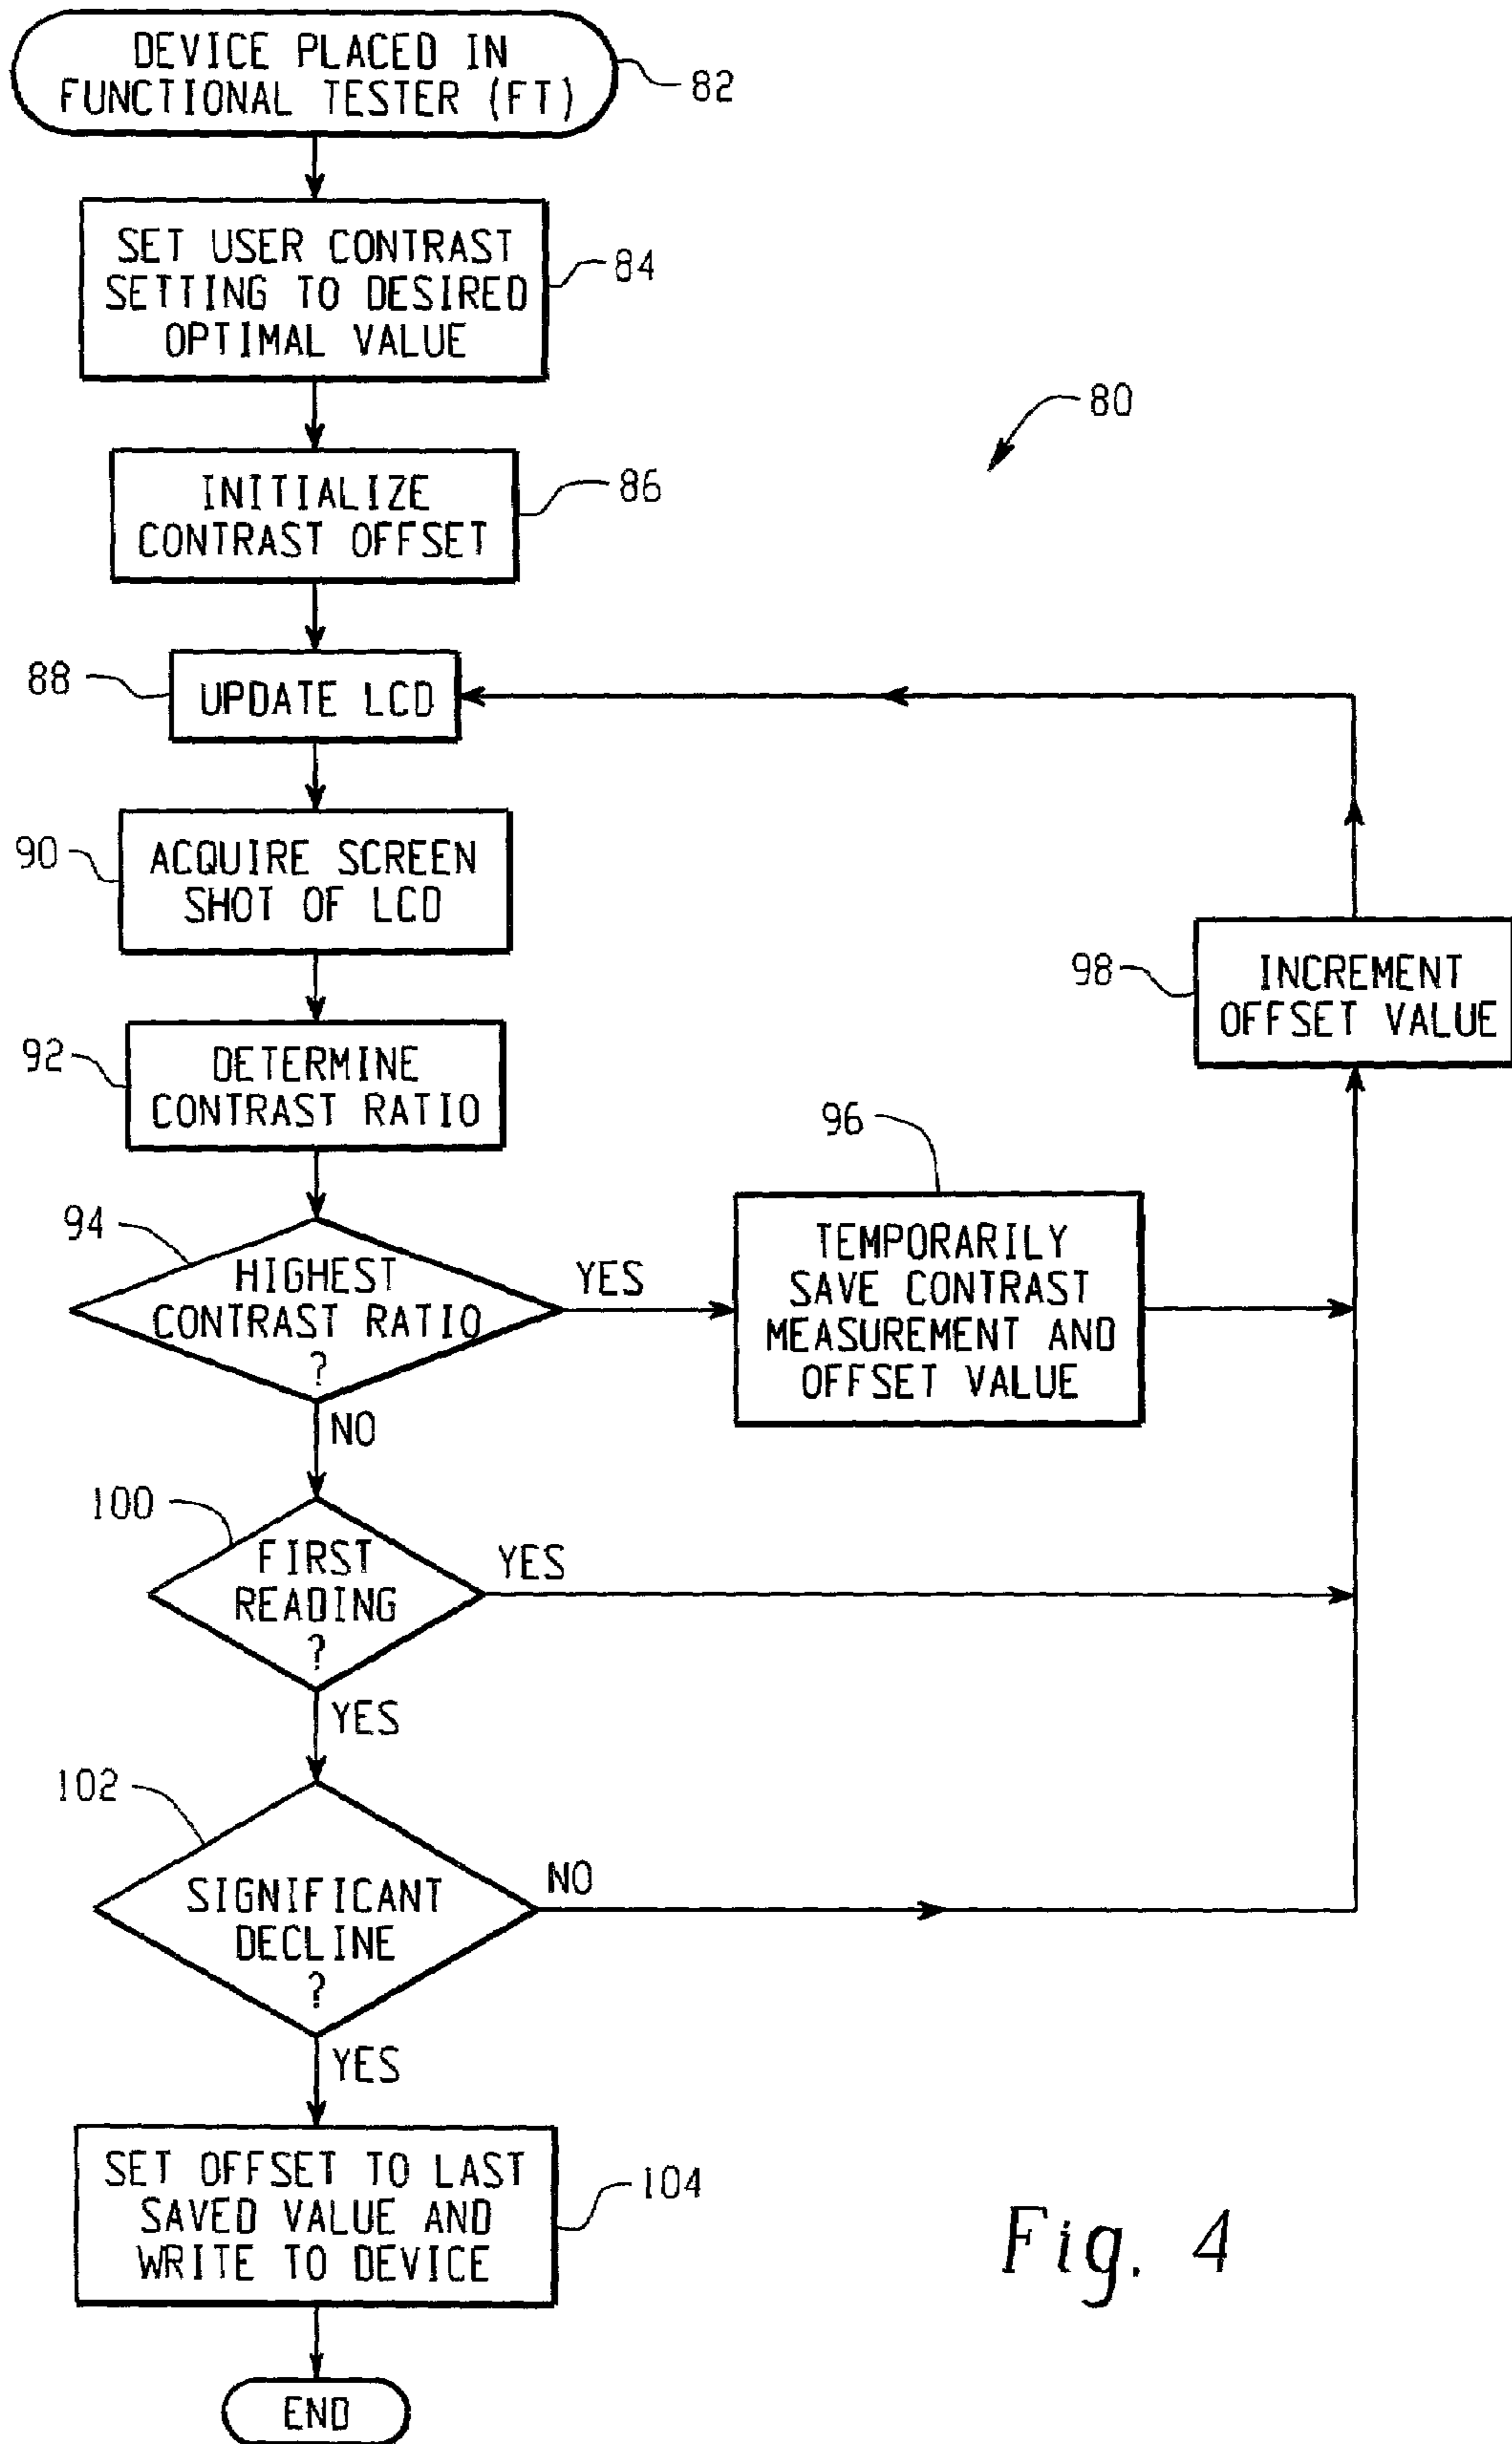 DEVICE PLACED IN
FUNCTIONAL TESTER (FT)
82
SET USER CONTRAST
SETTING TO DESIRED
OPTIMAL VALUE
84
80
INITIALIZE
CONTRAST OFFSET
86
88
UPDATE LCD
90
ACQUIRE SCREEN
SHOT OF LCD
98
INCREMENT
OFFSET VALUE
92
DETERMINE
CONTRAST RATIO
96
94
HIGHEST
CONTRAST RATIO
?
YES
TEMPORARILY
SAVE CONTRAST
MEASUREMENT AND
OFFSET VALUE
NO
100
FIRST
READING
?
YES
YES
102
SIGNIFICANT
DECLINE
?
NO
YES
SET OFFSET TO LAST
SAVED VALUE AND
WRITE TO DEVICE
104
Fig. 4
END